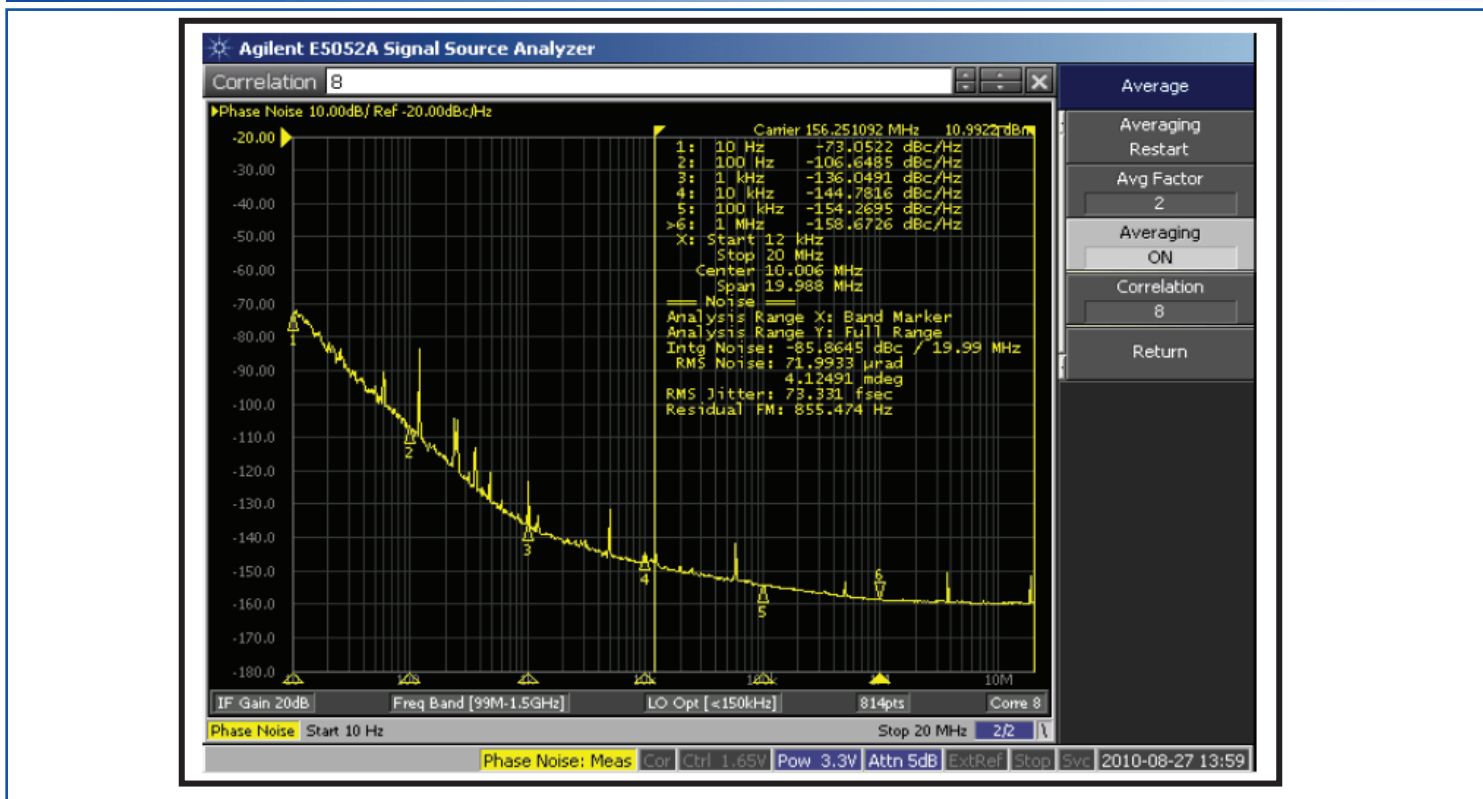 Agilent E5052A Signal Source Analyzer
Correlation 8
Phase Noise 10.00dB/ Ref -20.00dBc/Hz
Carrier 156.251092 MHz 10.9922 dBm
1: 10 Hz -73.0522 dBc/Hz
2: 100 Hz -106.6485 dBc/Hz
3: 1 kHz -136.0491 dBc/Hz
4: 10 kHz -144.7816 dBc/Hz
5: 100 kHz -154.2695 dBc/Hz
>6: 1 MHz -158.6726 dBc/Hz
X: Start 12 kHz
Stop 20 MHz
Center 10.006 MHz
Span 19.988 MHz
=== Noise ===
Analysis Range X: Band Marker
Analysis Range Y: Full Range
Intg Noise: -85.8645 dBc / 19.99 MHz
RMS Noise: 71.9933 µrad
4.12491 mdeg
RMS Jitter: 73.331 fsec
Residual FM: 855.474 Hz
-20.00
-30.00
-40.00
-50.00
-60.00
-70.00
-80.00
-90.00
-100.0
-110.0
-120.0
-130.0
-140.0
-150.0
-160.0
-170.0
-180.0
1
2
3
4
5
6
10M
IF Gain 20dB
Freq Band [99M-1.5GHz]
LO Opt [<150kHz]
814pts
Corre 8
Phase Noise Start 10 Hz
Stop 20 MHz 2/2
Phase Noise: Meas Cor Ctrl 1.65V Pow 3.3V Attn 5dB ExtRef Stop Svc 2010-08-27 13:59
Average
Averaging
Restart
Avg Factor
2
Averaging
ON
Correlation
8
Return